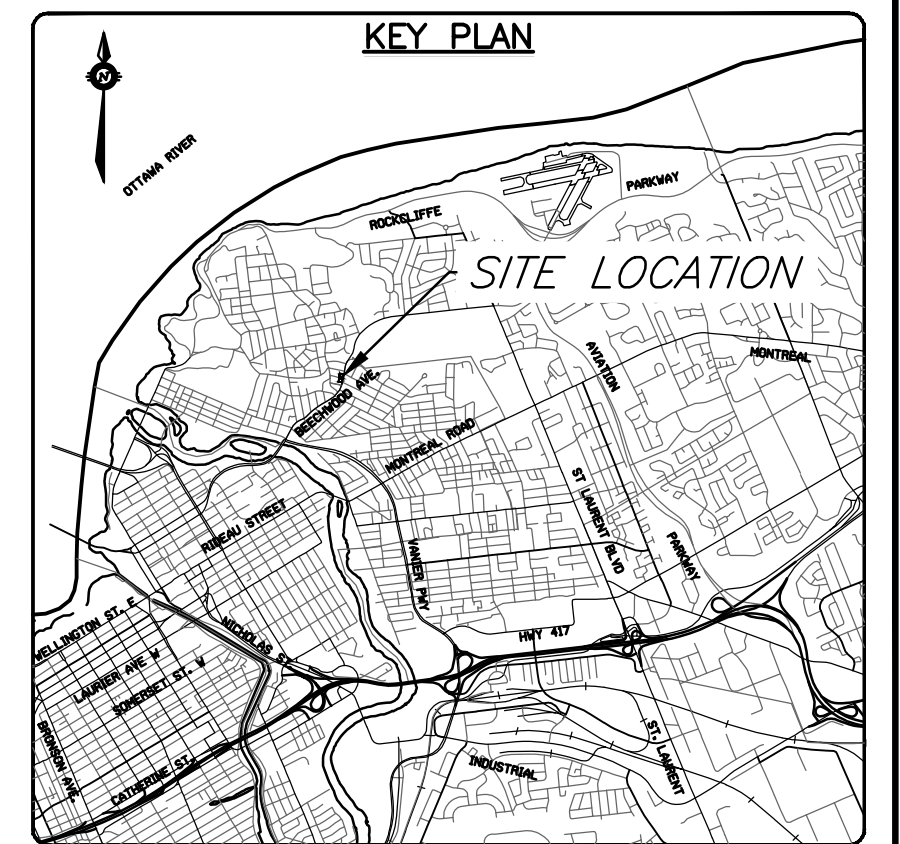 KEY PLAN
N
OTTAWA RIVER
PARKWAY
ROCKCLIFFE
SITE LOCATION
AVIATION
MONTREAL
BEECHWOOD AVE.
MONTREAL ROAD
ST LAURENT BLVD
RIDEAU STREET
PARKWAY
VANIER PWY
WELLINGTON ST. E
NICHOLAS ST
HWY 417
LAURIER AVE W
SOMERSET ST. W
BRONSON AVE.
ST. LAURENT
CATHERINE ST.
INDUSTRIAL